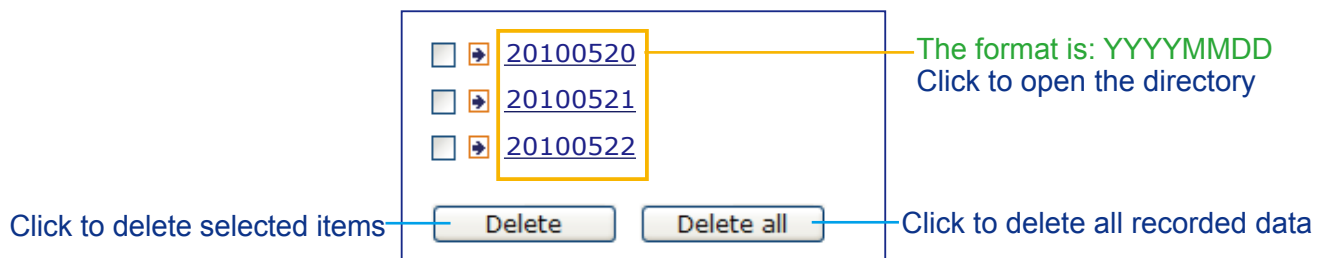 20100520
The format is: YYYYMMDD
Click to open the directory
20100521
20100522
Click to delete selected items
Delete
Delete all
Click to delete all recorded data